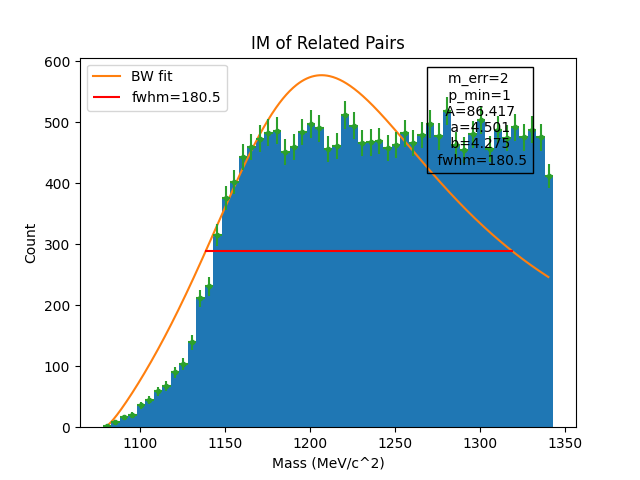 IM of Related Pairs
BW fit
fwhm=180.5
m_err=2
p_min=1
A=86.417
a=4.501
b=4.275
fwhm=180.5
Count
600
500
400
300
200
100
0
1100
1150
1200
1250
1300
1350
Mass (MeV/c^2)